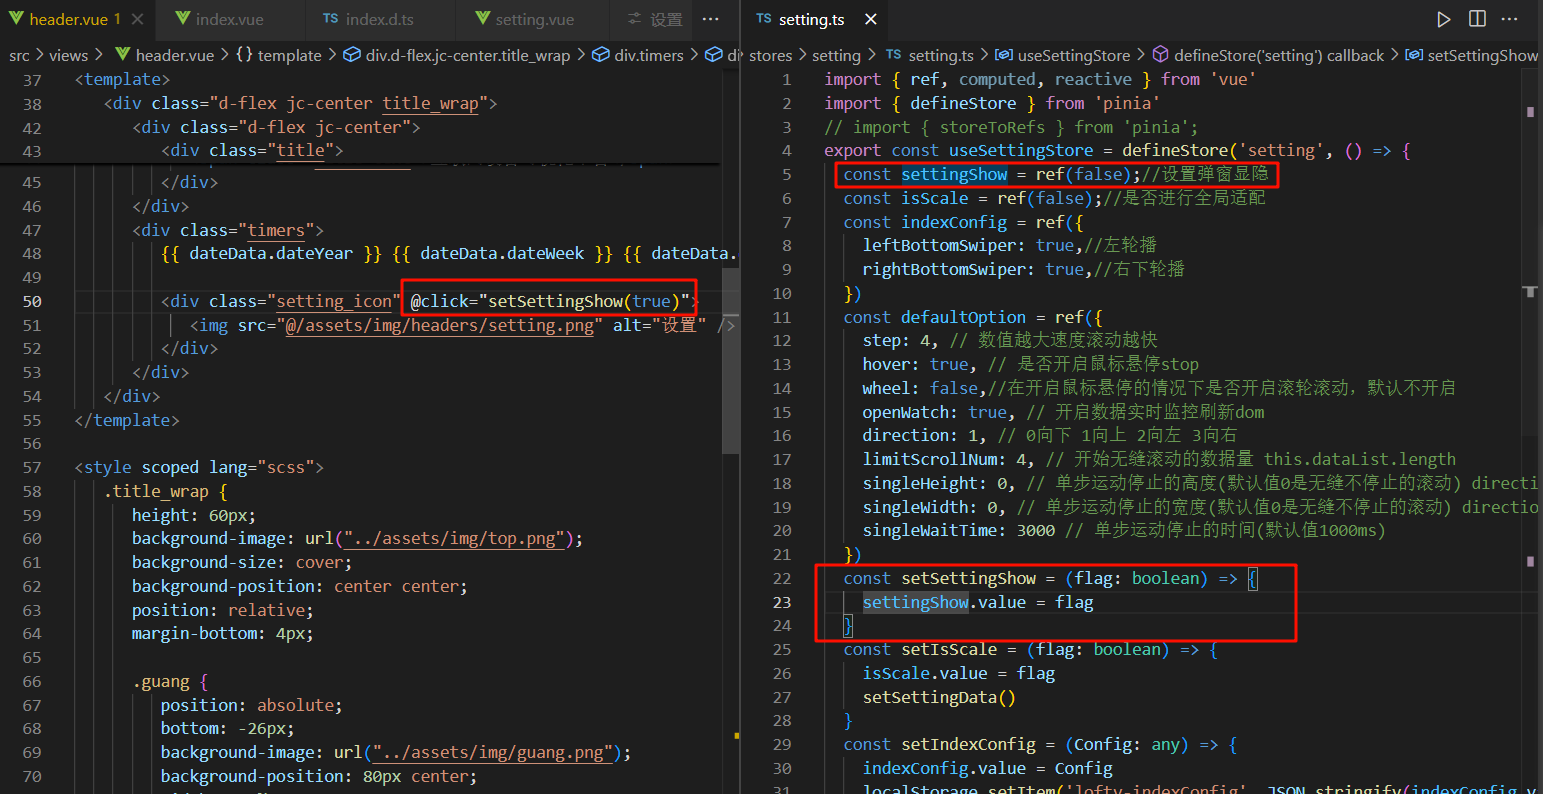 header.vue 1
index.vue
index.d.ts
setting.vue
设置
src > views > header.vue > {} template > div.d-flex.jc-center.title_wrap > div.timers > di
37 <template>
38 <div class="d-flex jc-center title_wrap">
42 <div class="d-flex jc-center">
43 <div class="title">
45 </div>
46 </div>
47 <div class="timers">
48 {{ dateData.dateYear }} {{ dateData.dateWeek }} {{ dateData.
49
50 <div class="setting_icon" @click="setSettingShow(true)">
51 <img src="@/assets/img/headers/setting.png" alt="设置" />
52 </div>
53 </div>
54 </div>
55 </template>
56
57 <style scoped lang="scss">
58 .title_wrap {
59 height: 60px;
60 background-image: url("../assets/img/top.png");
61 background-size: cover;
62 background-position: center center;
63 position: relative;
64 margin-bottom: 4px;
65
66 .guang {
67 position: absolute;
68 bottom: -26px;
69 background-image: url("../assets/img/guang.png");
70 background-position: 80px center;
TS setting.ts
stores > setting > TS setting.ts > useSettingStore > defineStore('setting') callback > setSettingShow
1 import { ref, computed, reactive } from 'vue'
2 import { defineStore } from 'pinia'
3 // import { storeToRefs } from 'pinia';
4 export const useSettingStore = defineStore('setting', () => {
5 const settingShow = ref(false);//设置弹窗显隐
6 const isScale = ref(false);//是否进行全局适配
7 const indexConfig = ref({
8 leftBottomSwiper: true,//左轮播
9 rightBottomSwiper: true,//右下轮播
10 })
11 const defaultOption = ref({
12 step: 4, // 数值越大速度滚动越快
13 hover: true, // 是否开启鼠标悬停stop
14 wheel: false,//在开启鼠标悬停的情况下是否开启滚轮滚动，默认不开启
15 openWatch: true, // 开启数据实时监控刷新dom
16 direction: 1, // 0向下 1向上 2向左 3向右
17 limitScrollNum: 4, // 开始无缝滚动的数据量 this.dataList.length
18 singleHeight: 0, // 单步运动停止的高度(默认值0是无缝不停止的滚动) directi
19 singleWidth: 0, // 单步运动停止的宽度(默认值0是无缝不停止的滚动) directio
20 singleWaitTime: 3000 // 单步运动停止的时间(默认值1000ms)
21 })
22 const setSettingShow = (flag: boolean) => {
23 settingShow.value = flag
24 }
25 const setIsScale = (flag: boolean) => {
26 isScale.value = flag
27 setSettingData()
28 }
29 const setIndexConfig = (Config: any) => {
30 indexConfig.value = Config
31 localStorage.setItem('lofty-indexConfig', JSON.stringify(indexConfig.v